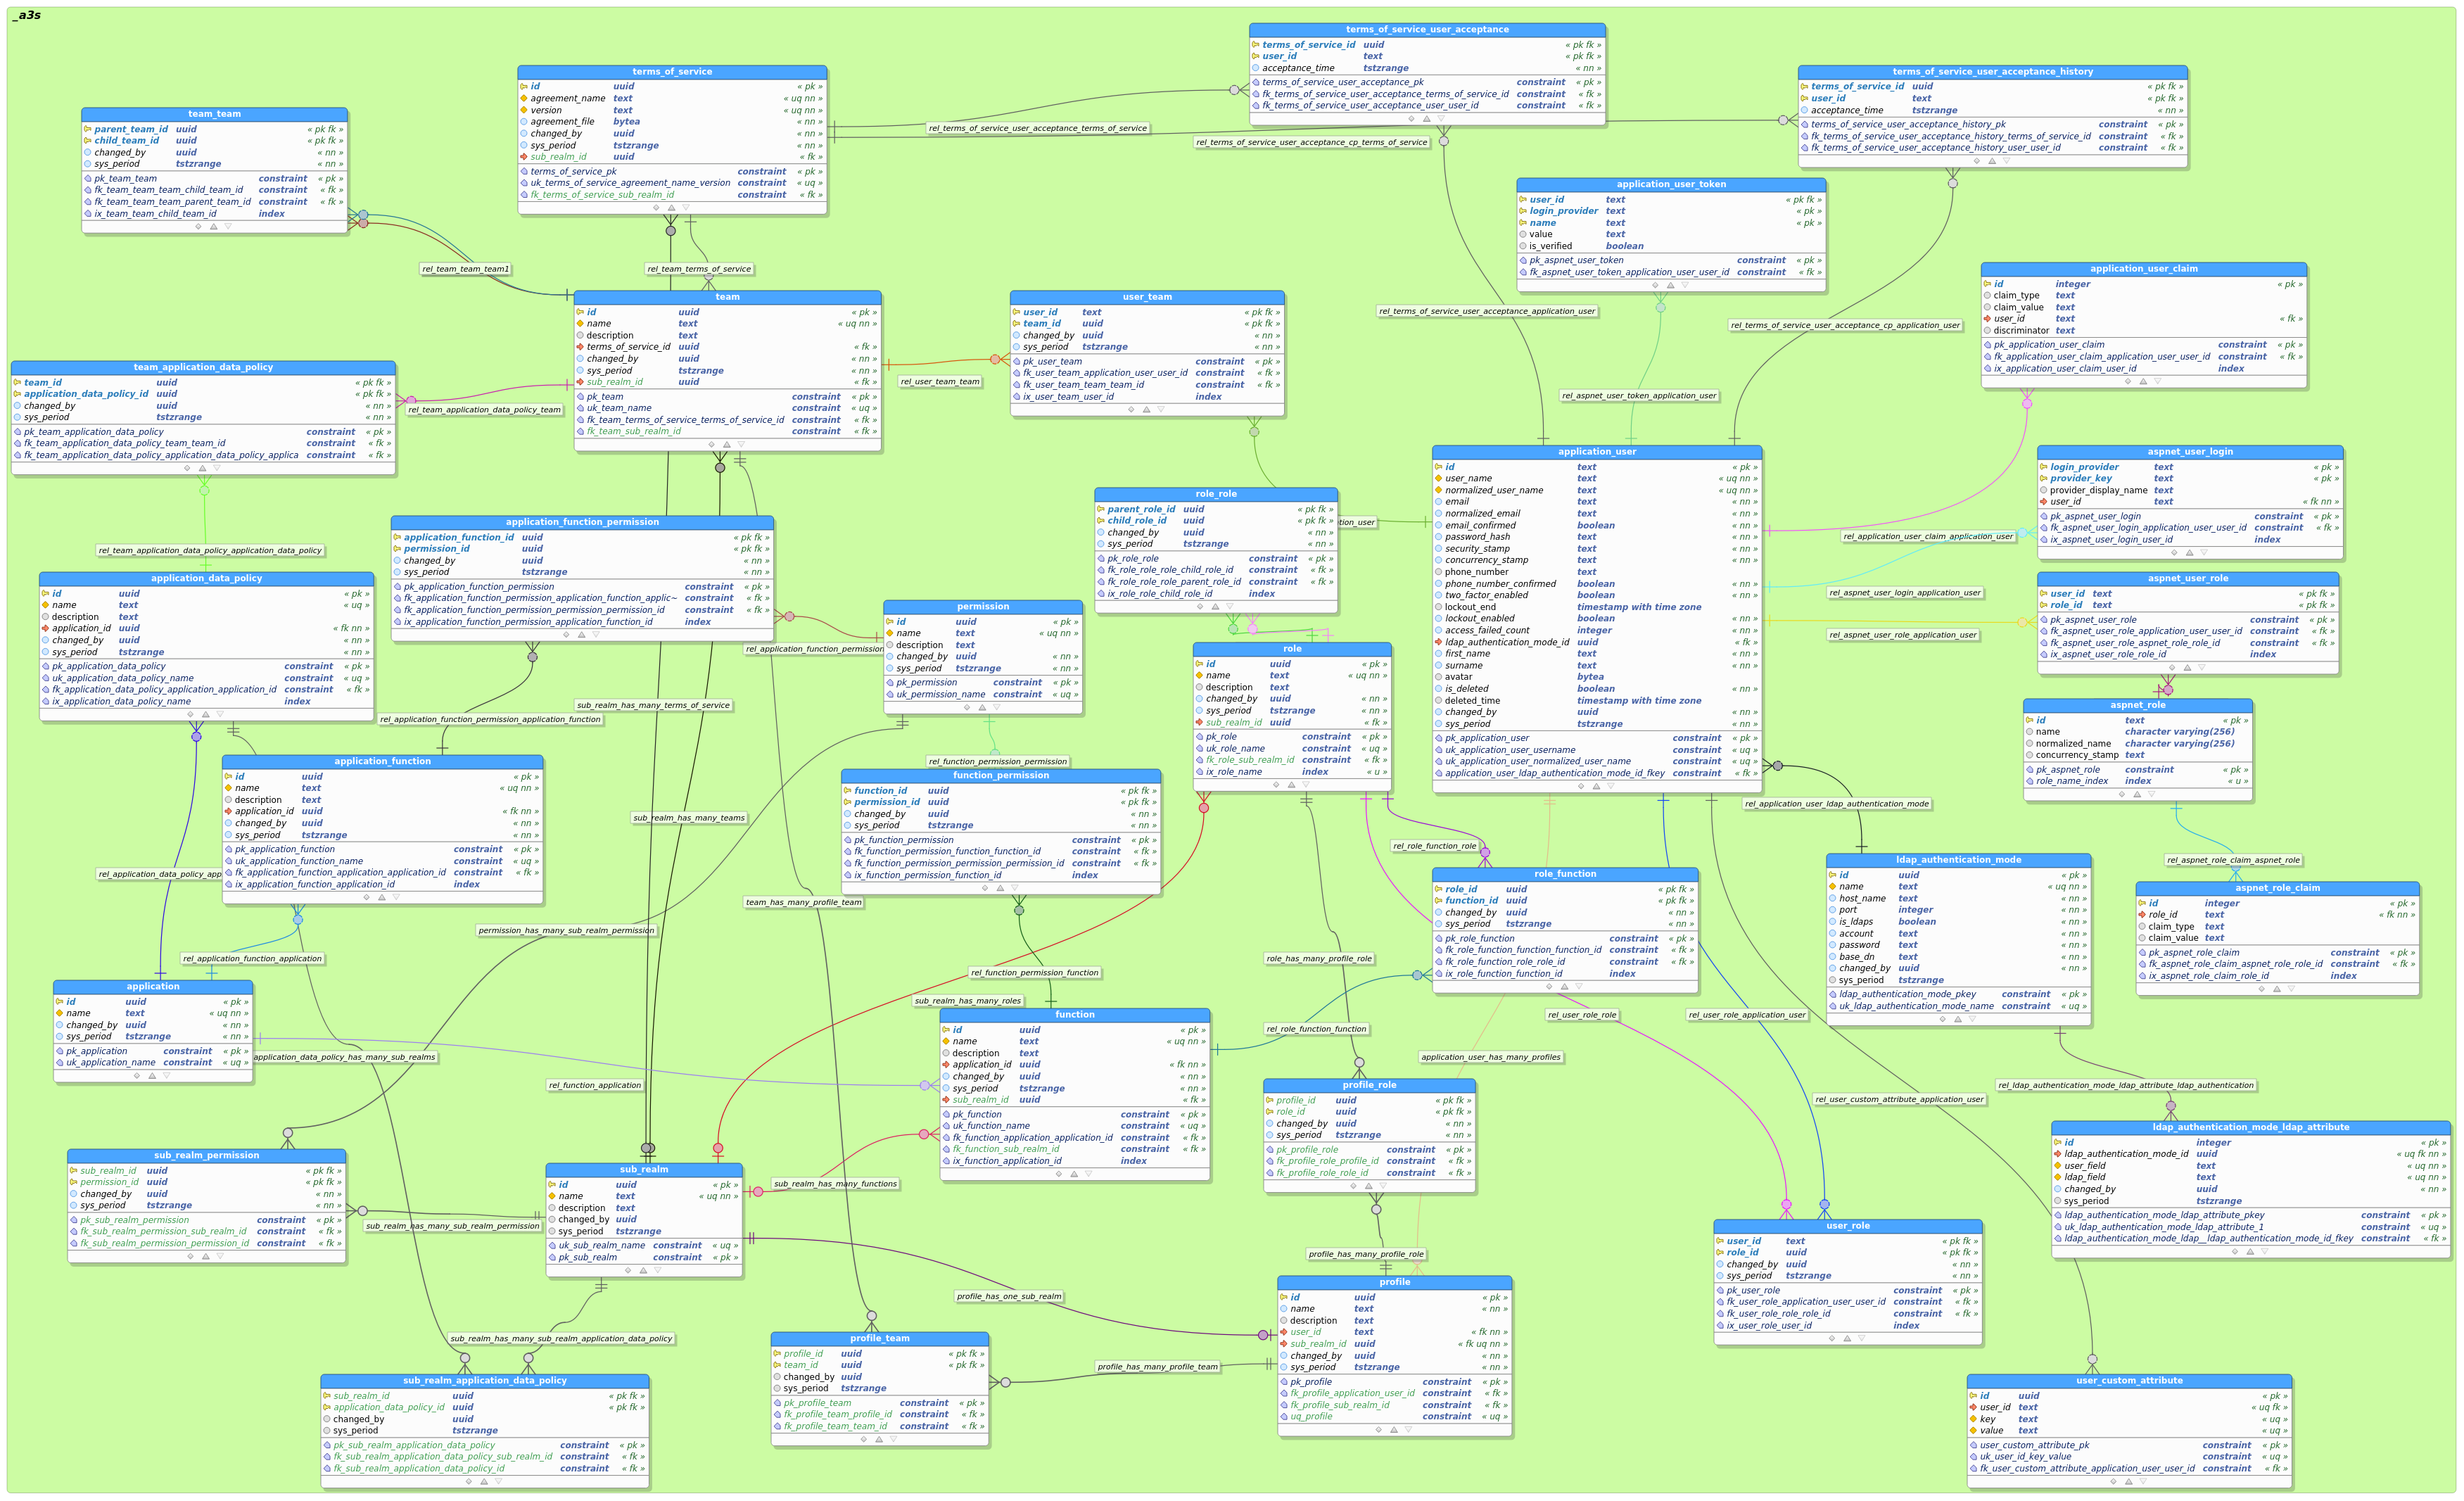 _a3s
terms_of_service_user_acceptance
terms_of_service_id uuid « pk fk »
user_id text « pk fk »
acceptance_time tstzrange « nn »
terms_of_service_user_acceptance_pk constraint « pk »
fk_terms_of_service_user_acceptance_terms_of_service_id constraint « fk »
fk_terms_of_service_user_acceptance_user_user_id constraint « fk »
terms_of_service
id uuid « pk »
agreement_name text « uq nn »
version text « uq nn »
agreement_file bytea « nn »
changed_by uuid « nn »
sys_period tstzrange « nn »
sub_realm_id uuid « fk »
terms_of_service_pk constraint « pk »
uk_terms_of_service_agreement_name_version constraint « uq »
fk_terms_of_service_sub_realm_id constraint « fk »
terms_of_service_user_acceptance_history
terms_of_service_id uuid « pk fk »
user_id text « pk fk »
acceptance_time tstzrange « nn »
terms_of_service_user_acceptance_history_pk constraint « pk »
fk_terms_of_service_user_acceptance_history_terms_of_service_id constraint « fk »
fk_terms_of_service_user_acceptance_history_user_user_id constraint « fk »
team_team
parent_team_id uuid « pk fk »
child_team_id uuid « pk fk »
changed_by uuid « nn »
sys_period tstzrange « nn »
pk_team_team constraint « pk »
fk_team_team_team_child_team_id constraint « fk »
fk_team_team_team_parent_team_id constraint « fk »
ix_team_team_child_team_id index
rel_terms_of_service_user_acceptance_terms_of_service
rel_terms_of_service_user_acceptance_cp_terms_of_service
application_user_token
user_id text « pk fk »
login_provider text « pk »
name text « pk »
value text
is_verified boolean
pk_aspnet_user_token constraint « pk »
fk_aspnet_user_token_application_user_user_id constraint « fk »
rel_team_team_team1
rel_team_terms_of_service
application_user_claim
id integer « pk »
claim_type text
claim_value text
user_id text « fk »
discriminator text
pk_application_user_claim constraint « pk »
fk_application_user_claim_application_user_user_id constraint « fk »
ix_application_user_claim_user_id index
team
id uuid « pk »
name text « uq nn »
description text
terms_of_service_id uuid « fk »
changed_by uuid « nn »
sys_period tstzrange « nn »
sub_realm_id uuid « fk »
pk_team constraint « pk »
uk_team_name constraint « uq »
fk_team_terms_of_service_terms_of_service_id constraint « fk »
fk_team_sub_realm_id constraint « fk »
user_team
user_id text « pk fk »
team_id uuid « pk fk »
changed_by uuid « nn »
sys_period tstzrange « nn »
pk_user_team constraint « pk »
fk_user_team_application_user_user_id constraint « fk »
fk_user_team_team_team_id constraint « fk »
ix_user_team_user_id index
rel_terms_of_service_user_acceptance_application_user
rel_terms_of_service_user_acceptance_cp_application_user
team_application_data_policy
team_id uuid « pk fk »
application_data_policy_id uuid « pk fk »
changed_by uuid « nn »
sys_period tstzrange « nn »
pk_team_application_data_policy constraint « pk »
fk_team_application_data_policy_team_team_id constraint « fk »
fk_team_application_data_policy_application_data_policy_applica constraint « fk »
rel_user_team_team
rel_team_application_data_policy_team
rel_aspnet_user_token_application_user
application_user
id text « pk »
user_name text « uq nn »
normalized_user_name text « uq nn »
email text « nn »
normalized_email text « nn »
email_confirmed boolean « nn »
password_hash text « nn »
security_stamp text « nn »
concurrency_stamp text « nn »
phone_number text
phone_number_confirmed boolean « nn »
two_factor_enabled boolean « nn »
lockout_end timestamp with time zone
lockout_enabled boolean « nn »
access_failed_count integer « nn »
ldap_authentication_mode_id uuid « fk »
first_name text « nn »
surname text « nn »
avatar bytea
is_deleted boolean « nn »
deleted_time timestamp with time zone
changed_by uuid « nn »
sys_period tstzrange « nn »
pk_application_user constraint « pk »
uk_application_user_username constraint « uq »
uk_application_user_normalized_user_name constraint « uq »
application_user_ldap_authentication_mode_id_fkey constraint « fk »
aspnet_user_login
login_provider text « pk »
provider_key text « pk »
provider_display_name text
user_id text « fk nn »
pk_aspnet_user_login constraint « pk »
fk_aspnet_user_login_application_user_user_id constraint « fk »
ix_aspnet_user_login_user_id index
role_role
parent_role_id uuid « pk fk »
child_role_id uuid « pk fk »
changed_by uuid « nn »
sys_period tstzrange « nn »
pk_role_role constraint « pk »
fk_role_role_role_child_role_id constraint « fk »
fk_role_role_role_parent_role_id constraint « fk »
ix_role_role_child_role_id index
tion_user
application_function_permission
application_function_id uuid « pk fk »
permission_id uuid « pk fk »
changed_by uuid « nn »
sys_period tstzrange « nn »
pk_application_function_permission constraint « pk »
fk_application_function_permission_application_function_applic~ constraint « fk »
fk_application_function_permission_permission_permission_id constraint « fk »
ix_application_function_permission_application_function_id index
rel_application_user_claim_application_user
rel_team_application_data_policy_application_data_policy
application_data_policy
id uuid « pk »
name text « uq »
description text
application_id uuid « fk nn »
changed_by uuid « nn »
sys_period tstzrange « nn »
pk_application_data_policy constraint « pk »
uk_application_data_policy_name constraint « uq »
fk_application_data_policy_application_application_id constraint « fk »
ix_application_data_policy_name index
aspnet_user_role
user_id text « pk fk »
role_id text « pk fk »
pk_aspnet_user_role constraint « pk »
fk_aspnet_user_role_application_user_user_id constraint « fk »
fk_aspnet_user_role_aspnet_role_role_id constraint « fk »
ix_aspnet_user_role_role_id index
rel_aspnet_user_login_application_user
rel_aspnet_user_role_application_user
permission
id uuid « pk »
name text « uq nn »
description text
changed_by uuid « nn »
sys_period tstzrange « nn »
pk_permission constraint « pk »
uk_permission_name constraint « uq »
rel_application_function_permission
role
id uuid « pk »
name text « uq nn »
description text
changed_by uuid « nn »
sys_period tstzrange « nn »
sub_realm_id uuid « fk »
pk_role constraint « pk »
uk_role_name constraint « uq »
fk_role_sub_realm_id constraint « fk »
ix_role_name index « u »
aspnet_role
id text « pk »
name character varying(256)
normalized_name character varying(256)
concurrency_stamp text
pk_aspnet_role constraint « pk »
role_name_index index « u »
sub_realm_has_many_terms_of_service
rel_application_function_permission_application_function
application_function
id uuid « pk »
name text « uq nn »
description text
application_id uuid « fk nn »
changed_by uuid « nn »
sys_period tstzrange « nn »
pk_application_function constraint « pk »
uk_application_function_name constraint « uq »
fk_application_function_application_application_id constraint « fk »
ix_application_function_application_id index
rel_function_permission_permission
function_permission
function_id uuid « pk fk »
permission_id uuid « pk fk »
changed_by uuid « nn »
sys_period tstzrange « nn »
pk_function_permission constraint « pk »
fk_function_permission_function_function_id constraint « fk »
fk_function_permission_permission_permission_id constraint « fk »
ix_function_permission_function_id index
sub_realm_has_many_teams
rel_application_user_ldap_authentication_mode
rel_role_function_role
rel_aspnet_role_claim_aspnet_role
rel_application_data_policy_app
ldap_authentication_mode
id uuid « pk »
name text « uq nn »
host_name text « nn »
port integer « nn »
is_ldaps boolean « nn »
account text « nn »
password text « nn »
base_dn text « nn »
changed_by uuid « nn »
sys_period tstzrange
ldap_authentication_mode_pkey constraint « pk »
uk_ldap_authentication_mode_name constraint « uq »
role_function
role_id uuid « pk fk »
function_id uuid « pk fk »
changed_by uuid « nn »
sys_period tstzrange « nn »
pk_role_function constraint « pk »
fk_role_function_function_function_id constraint « fk »
fk_role_function_role_role_id constraint « fk »
ix_role_function_function_id index
aspnet_role_claim
id integer « pk »
role_id text « fk nn »
claim_type text
claim_value text
pk_aspnet_role_claim constraint « pk »
fk_aspnet_role_claim_aspnet_role_role_id constraint « fk »
ix_aspnet_role_claim_role_id index
team_has_many_profile_team
permission_has_many_sub_realm_permission
rel_application_function_application
role_has_many_profile_role
rel_function_permission_function
application
id uuid « pk »
name text « uq nn »
changed_by uuid « nn »
sys_period tstzrange « nn »
pk_application constraint « pk »
uk_application_name constraint « uq »
sub_realm_has_many_roles
function
id uuid « pk »
name text « uq nn »
description text
application_id uuid « fk nn »
changed_by uuid « nn »
sys_period tstzrange « nn »
sub_realm_id uuid « fk »
pk_function constraint « pk »
uk_function_name constraint « uq »
fk_function_application_application_id constraint « fk »
fk_function_sub_realm_id constraint « fk »
ix_function_application_id index
rel_user_role_role
rel_user_role_application_user
rel_role_function_function
application_data_policy_has_many_sub_realms
application_user_has_many_profiles
rel_function_application
rel_ldap_authentication_mode_ldap_attribute_ldap_authentication
rel_user_custom_attribute_application_user
profile_role
profile_id uuid « pk fk »
role_id uuid « pk fk »
changed_by uuid « nn »
sys_period tstzrange « nn »
pk_profile_role constraint « pk »
fk_profile_role_profile_id constraint « fk »
fk_profile_role_role_id constraint « fk »
ldap_authentication_mode_ldap_attribute
id integer « pk »
ldap_authentication_mode_id uuid « uq fk nn »
user_field text « uq nn »
ldap_field text « uq nn »
changed_by uuid « nn »
sys_period tstzrange
ldap_authentication_mode_ldap_attribute_pkey constraint « pk »
uk_ldap_authentication_mode_ldap_attribute_1 constraint « uq »
ldap_authentication_mode_ldap__ldap_authentication_mode_id_fkey constraint « fk »
sub_realm_permission
sub_realm_id uuid « pk fk »
permission_id uuid « pk fk »
changed_by uuid « nn »
sys_period tstzrange « nn »
pk_sub_realm_permission constraint « pk »
fk_sub_realm_permission_sub_realm_id constraint « fk »
fk_sub_realm_permission_permission_id constraint « fk »
sub_realm
id uuid « pk »
name text « uq nn »
description text
changed_by uuid
sys_period tstzrange
uk_sub_realm_name constraint « uq »
pk_sub_realm constraint « pk »
sub_realm_has_many_functions
sub_realm_has_many_sub_realm_permission
user_role
user_id text « pk fk »
role_id uuid « pk fk »
changed_by uuid « nn »
sys_period tstzrange « nn »
pk_user_role constraint « pk »
fk_user_role_application_user_user_id constraint « fk »
fk_user_role_role_role_id constraint « fk »
ix_user_role_user_id index
profile_has_many_profile_role
profile
id uuid « pk »
name text « nn »
description text
user_id text « fk nn »
sub_realm_id uuid « fk uq nn »
changed_by uuid « nn »
sys_period tstzrange « nn »
pk_profile constraint « pk »
fk_profile_application_user_id constraint « fk »
fk_profile_sub_realm_id constraint « fk »
uq_profile constraint « uq »
profile_has_one_sub_realm
sub_realm_has_many_sub_realm_application_data_policy
profile_team
profile_id uuid « pk fk »
team_id uuid « pk fk »
changed_by uuid
sys_period tstzrange
pk_profile_team constraint « pk »
fk_profile_team_profile_id constraint « fk »
fk_profile_team_team_id constraint « fk »
profile_has_many_profile_team
sub_realm_application_data_policy
sub_realm_id uuid « pk fk »
application_data_policy_id uuid « pk fk »
changed_by uuid
sys_period tstzrange
pk_sub_realm_application_data_policy constraint « pk »
fk_sub_realm_application_data_policy_sub_realm_id constraint « fk »
fk_sub_realm_application_data_policy_id constraint « fk »
user_custom_attribute
id uuid « pk »
user_id text « uq fk »
key text « uq »
value text « uq »
user_custom_attribute_pk constraint « pk »
uk_user_id_key_value constraint « uq »
fk_user_custom_attribute_application_user_user_id constraint « fk »